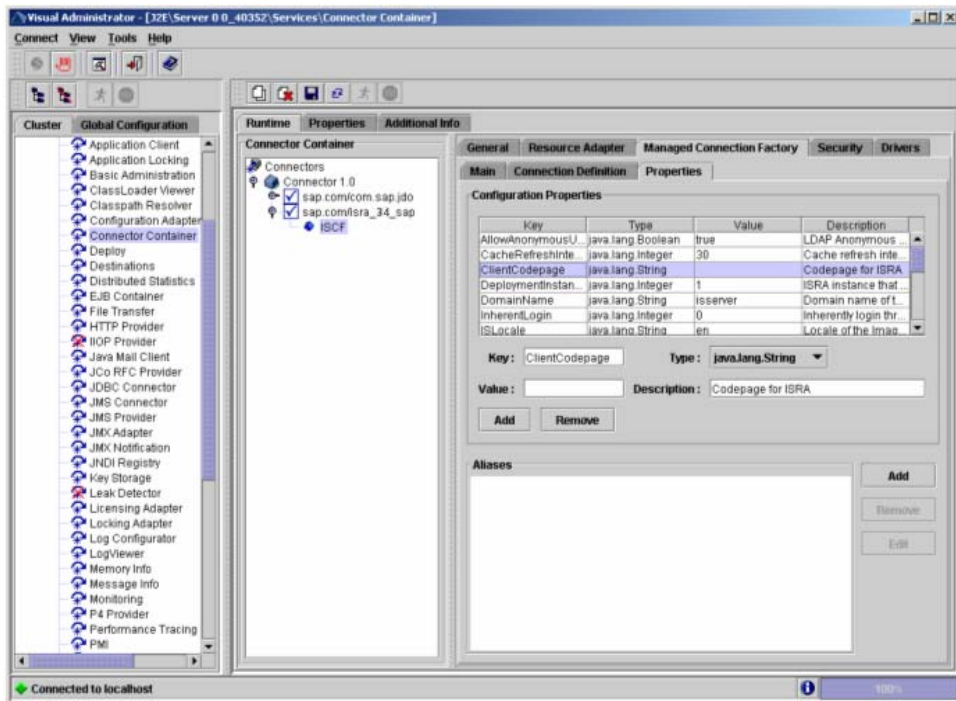 Visual Administrator - [J2E\Server 0 0_40352\Services\Connector Container]
Connect View Tools Help
Cluster Global Configuration
Application Client
Application Locking
Basic Administration
ClassLoader Viewer
Classpath Resolver
Configuration Adapter
Connector Container
Deploy
Destinations
Distributed Statistics
EJB Container
File Transfer
HTTP Provider
IIOP Provider
Java Mail Client
JCo RFC Provider
JDBC Connector
JMS Connector
JMS Provider
JMX Adapter
JMX Notification
JNDI Registry
Key Storage
Leak Detector
Licensing Adapter
Locking Adapter
Log Configurator
LogViewer
Memory Info
Message Info
Monitoring
P4 Provider
Performance Tracing
PMI
Runtime Properties Additional Info
Connector Container
Connectors
Connector 1.0
sap.com/com.sap.jdo
sap.com/isra_34_sap
ISCF
General Resource Adapter Managed Connection Factory Security Drivers
Main Connection Definition Properties
Configuration Properties
Key Type Value Description
AllowAnonymousU... java.lang.Boolean true LDAP Anonymous ...
CacheRefreshInte... java.lang.Integer 30 Cache refresh inte...
ClientCodepage java.lang.String Codepage for ISRA
DeploymentInstan... java.lang.Integer 1 ISRA instance that ...
DomainName java.lang.String isserver Domain name of t...
InherentLogin java.lang.Integer 0 Inherently login thr...
ISLocale java.lang.String en Locale of the Imag...
Key : ClientCodepage Type : java.lang.String
Value : Description : Codepage for ISRA
Add Remove
Aliases
Add
Remove
Edit
Connected to localhost
100%